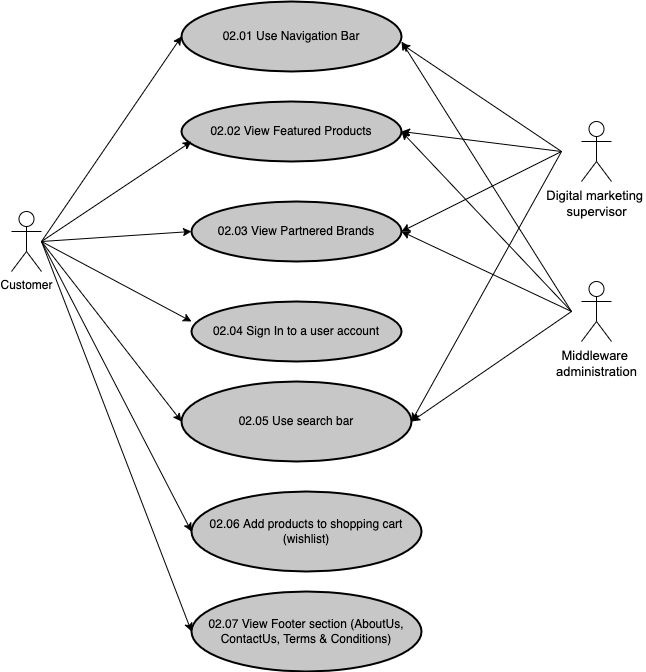 02.01 Use Navigation Bar
02.02 View Featured Products
Digital marketing
supervisor
02.03 View Partnered Brands
Customer
02.04 Sign In to a user account
Middleware
administration
02.05 Use search bar
02.06 Add products to shopping cart
(wishlist)
02.07 View Footer section (AboutUs,
ContactUs, Terms & Conditions)